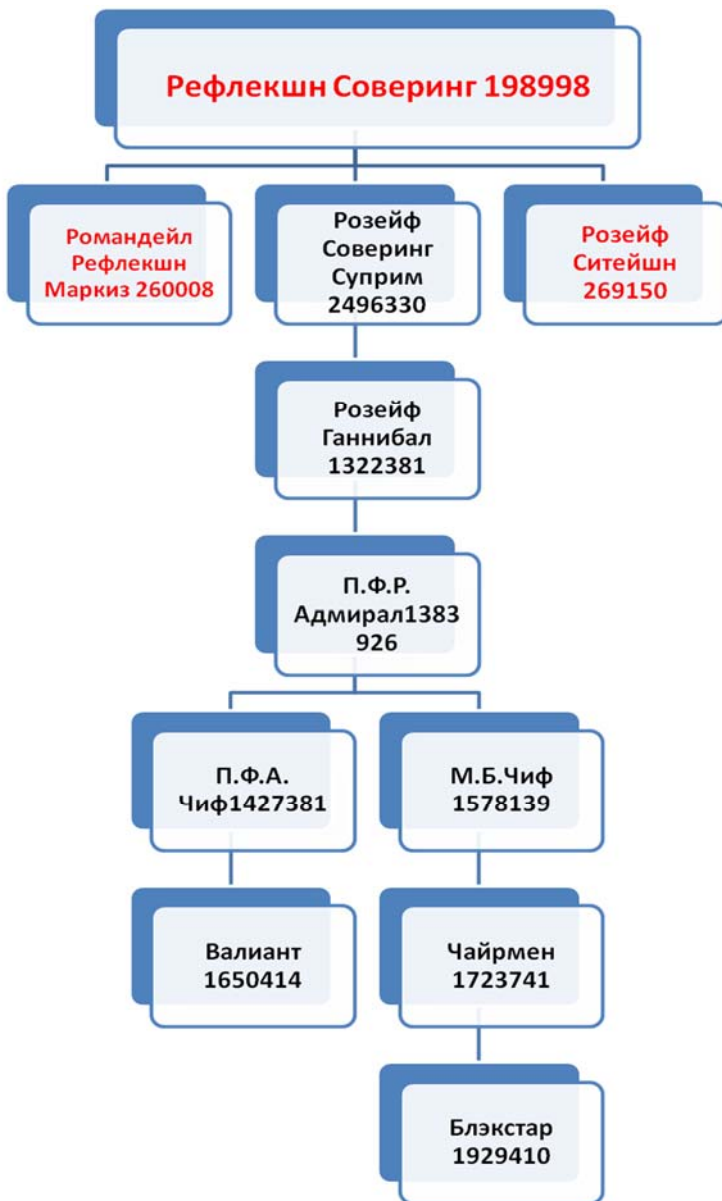 Рефлекшн Соверинг 198998
Романдейл
Рефлекшн
Маркиз 260008
Розейф
Соверинг
Суприм
2496330
Розейф
Ситейшн
269150
Розейф
Ганнибал
1322381
П.Ф.Р.
Адмирал1383
926
П.Ф.А.
Чиф1427381
М.Б.Чиф
1578139
Валиант
1650414
Чайрмен
1723741
Блэкстар
1929410